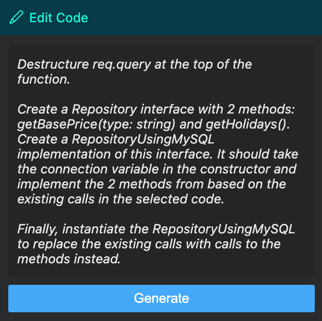 Edit Code
Destructure req.query at the top of the
function.
Create a Repository interface with 2 methods:
getBasePrice(type: string) and getHolidays().
Create a RepositoryUsingMySQL
implementation of this interface. It should take
the connection variable in the constructor and
implement the 2 methods from based on the
existing calls in the selected code.
Finally, instantiate the RepositoryUsingMySQL
to replace the existing calls with calls to the
methods instead.
Generate